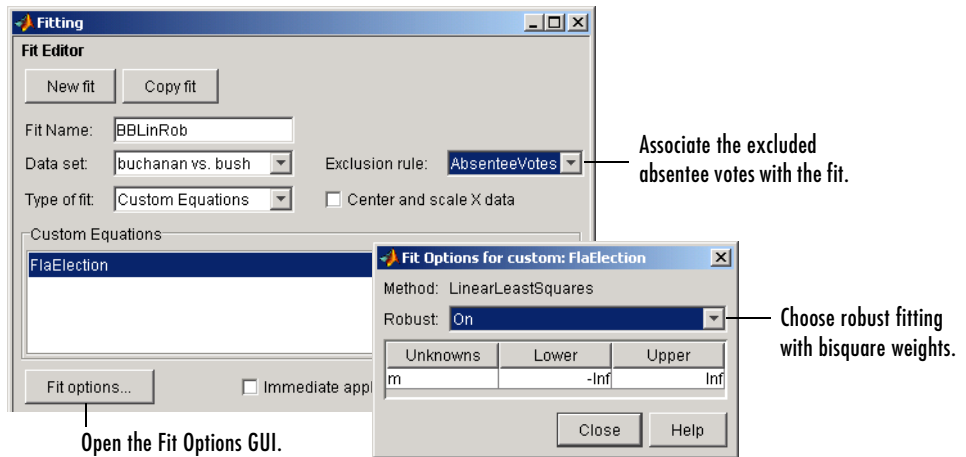 Fitting
Fit Editor
New fit Copy fit
Fit Name: BBLinRob
Data set: buchanan vs. bush Exclusion rule: AbsenteeVotes
Type of fit: Custom Equations Center and scale X data
Custom Equations
FlaElection
Fit options... Immediate appl
Fit Options for custom: FlaElection
Method: LinearLeastSquares
Robust: On
Unknowns Lower Upper
m -Inf Inf
Close Help
Associate the excluded
absentee votes with the fit.
Choose robust fitting
with bisquare weights.
Open the Fit Options GUI.